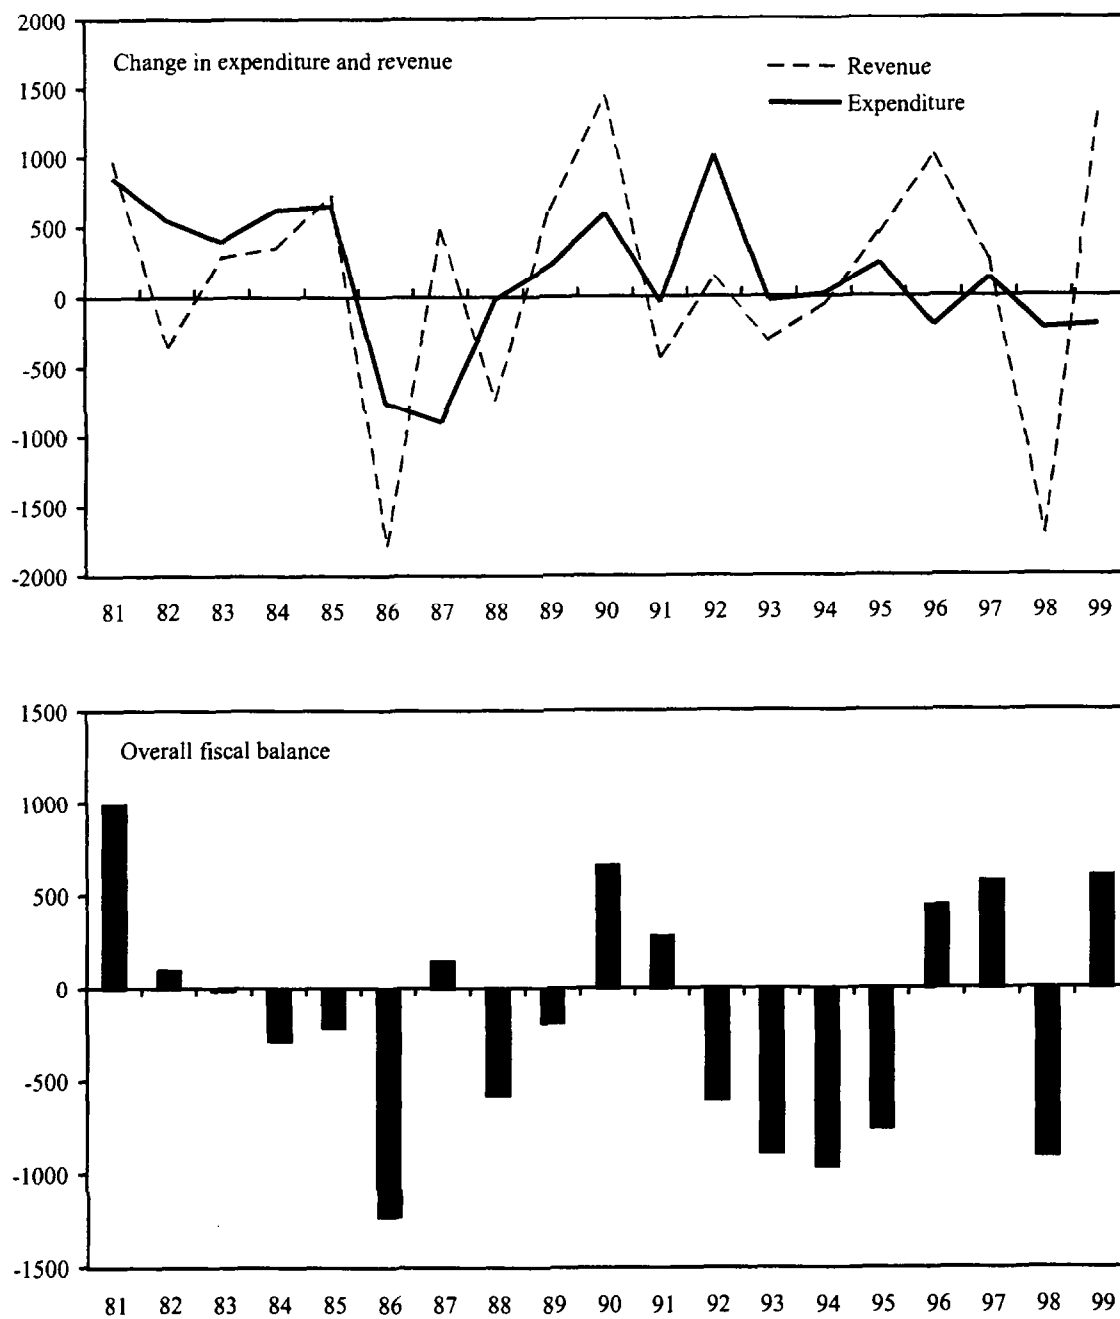 2000
Change in expenditure and revenue
Revenue
1500
Expenditure
1000
500
0
-500
-1000
-1500
-2000
81 82 83 84 85 86 87 88 89 90 91 92 93 94 95 96 97 98 99
1500
Overall fiscal balance
1000
500
0
-500
-1000
-1500
81 82 83 84 85 86 87 88 89 90 91 92 93 94 95 96 97 98 99